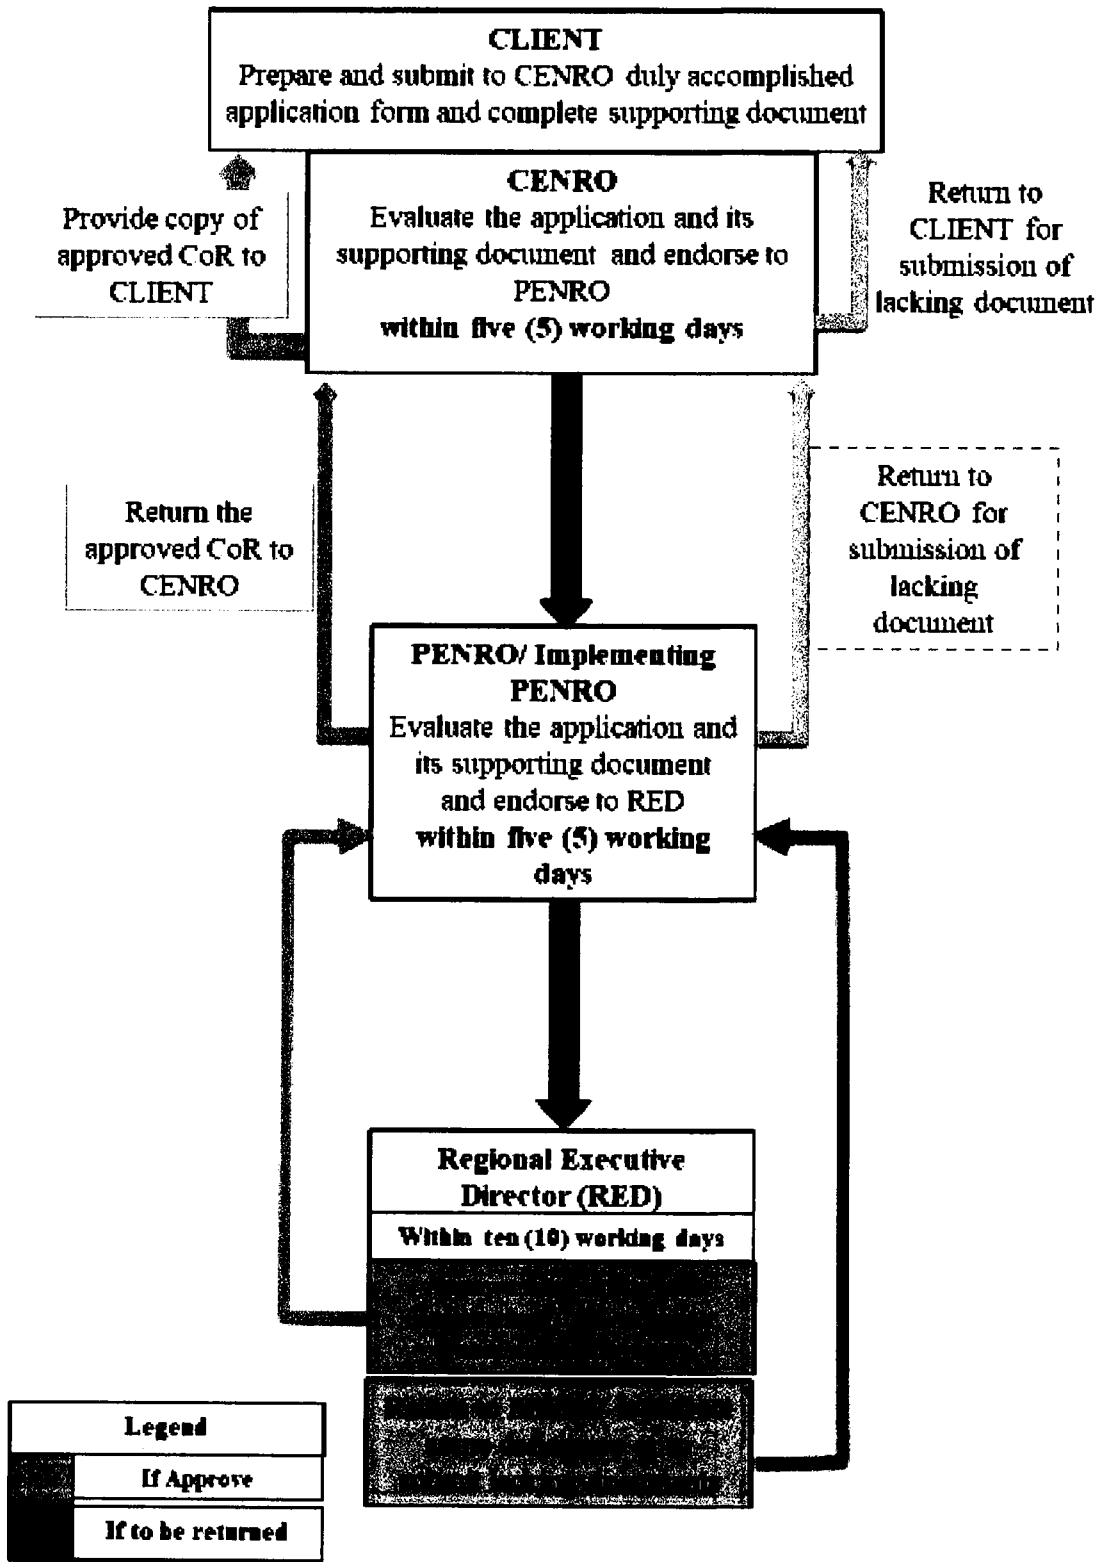 CLIENT
Prepare and submit to CENRO duly accomplished
application form and complete supporting document
CENRO
Evaluate the application and its
supporting document and endorse to
PENRO
within five (5) working days
Provide copy of
approved CoR to
CLIENT
Return to
CLIENT for
submission of
lacking document
Return the
approved CoR to
CENRO
Return to
CENRO for
submission of
lacking
document
PENRO/ Implementing
PENRO
Evaluate the application and
its supporting document
and endorse to RED
within five (5) working
days
Regional Executive
Director (RED)
Within ten (10) working days
Legend
If Approve
If to be returned